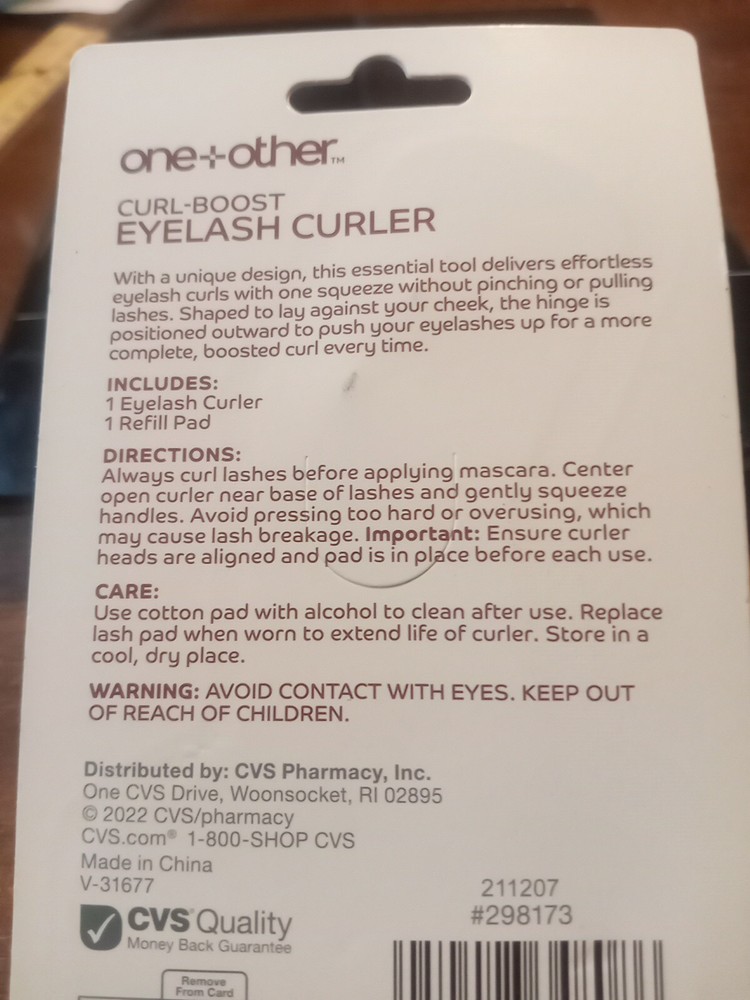 one+other™
CURL-BOOST
EYELASH CURLER
With a unique design, this essential tool delivers effortless
eyelash curls with one squeeze without pinching or pulling
lashes. Shaped to lay against your cheek, the hinge is
positioned outward to push your eyelashes up for a more
complete, boosted curl every time.
INCLUDES:
1 Eyelash Curler
1 Refill Pad
DIRECTIONS:
Always curl lashes before applying mascara. Center
open curler near base of lashes and gently squeeze
handles. Avoid pressing too hard or overusing, which
may cause lash breakage. Important: Ensure curler
heads are aligned and pad is in place before each use.
CARE:
Use cotton pad with alcohol to clean after use. Replace
lash pad when worn to extend life of curler. Store in a
cool, dry place.
WARNING: AVOID CONTACT WITH EYES. KEEP OUT
OF REACH OF CHILDREN.
Distributed by: CVS Pharmacy, Inc.
One CVS Drive, Woonsocket, RI 02895
© 2022 CVS/pharmacy
CVS.com® 1-800-SHOP CVS
Made in China
V-31677
211207
#298173
CVS® Quality
Money Back Guarantee
Remove
From Card